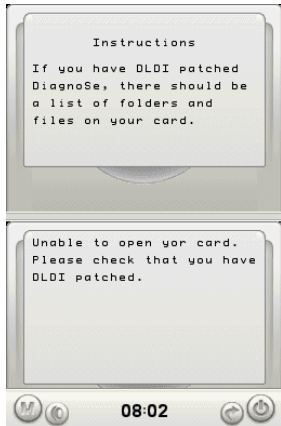 Instructions
If you have DLDI patched
DiagnoSe, there should be
a list of folders and
files on your card.
Unable to open yor card.
Please check that you have
DLDI patched.
M
08:02